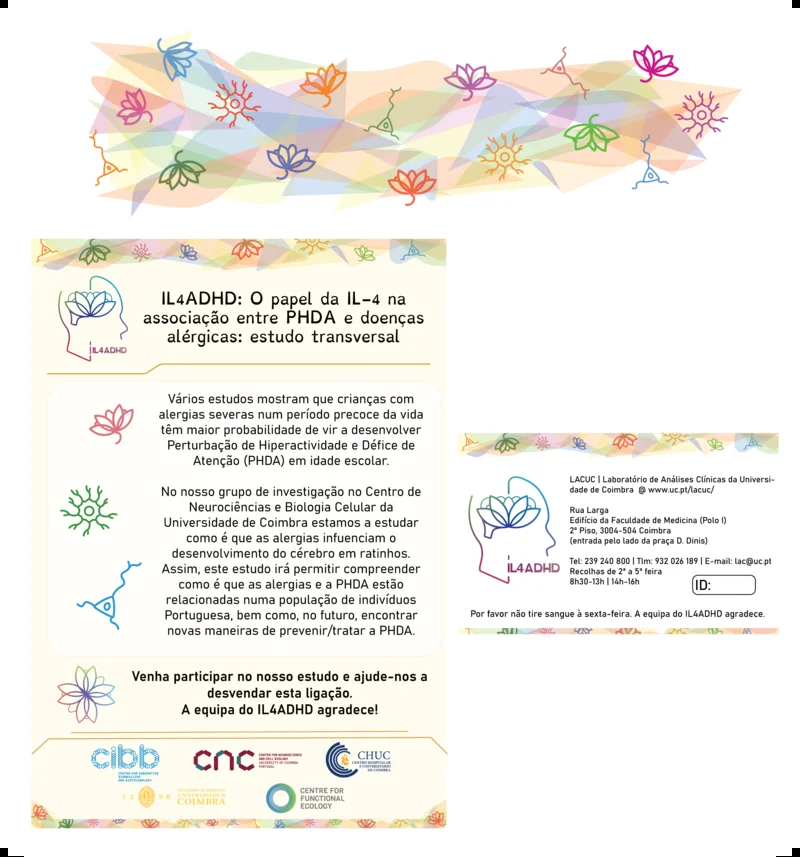 IL4ADHD: O papel da IL-4 na
associação entre PHDA e doenças
alérgicas: estudo transversal
IL4ADHD
Vários estudos mostram que crianças com
alergias severas num período precoce da vida
têm maior probabilidade de vir a desenvolver
Perturbação de Hiperactividade e Défice de
Atenção (PHDA) em idade escolar.
No nosso grupo de investigação no Centro de
Neurociências e Biologia Celular da
Universidade de Coimbra estamos a estudar
como é que as alergias infuenciam o
desenvolvimento do cérebro em ratinhos.
Assim, este estudo irá permitir compreender
como é que as alergias e a PHDA estão
relacionadas numa população de indivíduos
Portuguesa, bem como, no futuro, encontrar
novas maneiras de prevenir/tratar a PHDA.
Venha participar no nosso estudo e ajude-nos a
desvendar esta ligação.
A equipa do IL4ADHD agradece!
cibb
CENTRE FOR INNOVATIVE
BIOMEDICINE
AND BIOTECHNOLOGY
cnc
CENTER FOR NEUROSCIENCE
AND CELL BIOLOGY
UNIVERSITY OF COIMBRA
PORTUGAL
CHUC
CENTRO HOSPITALAR
E UNIVERSITÁRIO
DE COIMBRA
12 90
UNIVERSIDADE D
COIMBRA
CENTRE FOR
FUNCTIONAL
ECOLOGY
LACUC | Laboratório de Análises Clínicas da Universi-
dade de Coimbra @ www.uc.pt/lacuc/
Rua Larga
Edifício da Faculdade de Medicina (Polo I)
2º Piso, 3004-504 Coimbra
(entrada pelo lado da praça D. Dinis)
Tel: 239 240 800 | Tlm: 932 026 189 | E-mail: lac@uc.pt
Recolhas de 2ª a 5ª feira
8h30-13h | 14h-16h
IL4ADHD
ID:
Por favor não tire sangue à sexta-feira. A equipa do IL4ADHD agradece.